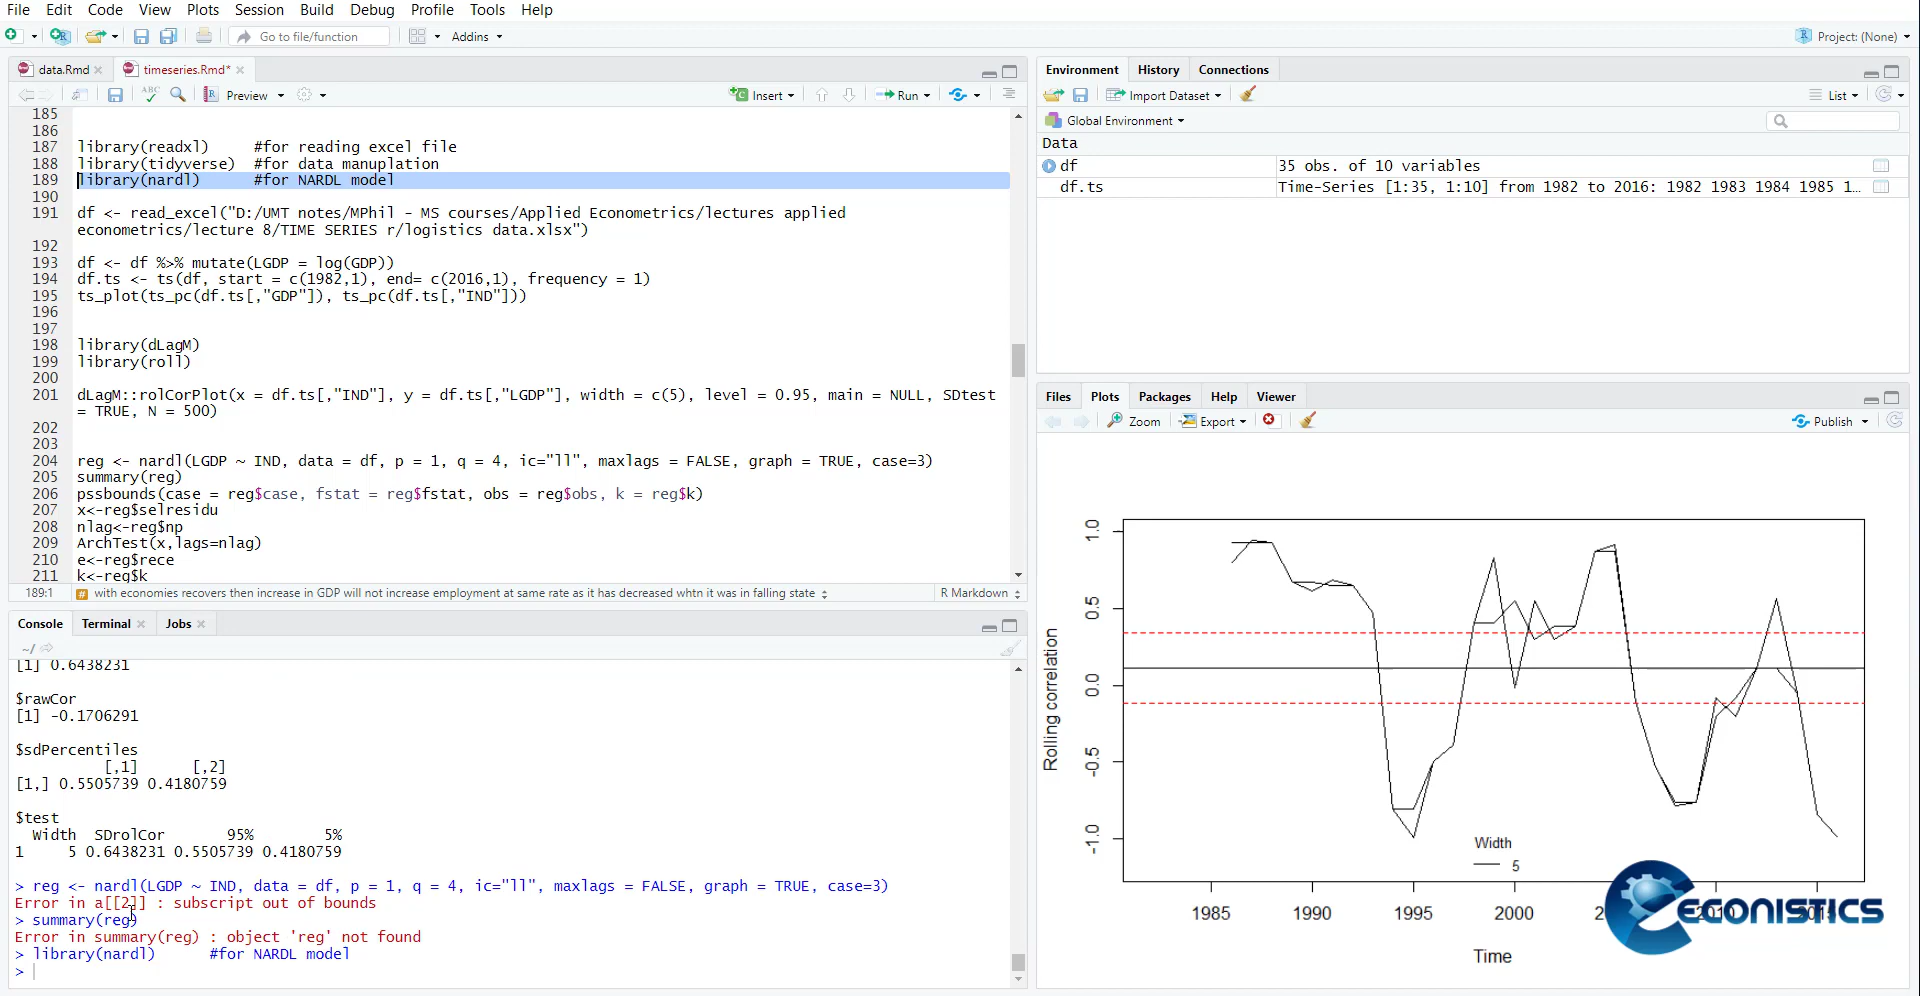 File Edit Code View Plots Session Build Debug Profile Tools Help
Go to file/function
Addins
Project: (None)
data.Rmd
timeseries.Rmd*
ABC
Preview
Insert
Run
185
186
187 library(readxl) #for reading excel file
188 library(tidyverse) #for data manuplation
189 library(nardl) #for NARDL model
190
191 df <- read_excel("D:/UMT notes/MPhil - MS courses/Applied Econometrics/lectures applied
econometrics/lecture 8/TIME SERIES r/logistics data.xlsx")
192
193 df <- df %>% mutate(LGDP = log(GDP))
194 df.ts <- ts(df, start = c(1982,1), end= c(2016,1), frequency = 1)
195 ts_plot(ts_pc(df.ts[,"GDP"]), ts_pc(df.ts[,"IND"]))
196
197
198 library(dLagM)
199 library(roll)
200
201 dLagM::rolCorPlot(x = df.ts[,"IND"], y = df.ts[,"LGDP"], width = c(5), level = 0.95, main = NULL, SDtest
= TRUE, N = 500)
202
203
204 reg <- nardl(LGDP ~ IND, data = df, p = 1, q = 4, ic="ll", maxlags = FALSE, graph = TRUE, case=3)
205 summary(reg)
206 pssbounds(case = reg$case, fstat = reg$fstat, obs = reg$obs, k = reg$k)
207 x<-reg$selresidu
208 nlag<-reg$np
209 ArchTest(x,lags=nlag)
210 e<-reg$rece
211 k<-reg$k
189:1 # with economies recovers then increase in GDP will not increase employment at same rate as it has decreased whtn it was in falling state
R Markdown
Console Terminal Jobs
~/
[1] 0.6438231
$rawCor
[1] -0.1706291
$sdPercentiles
[,1] [,2]
[1,] 0.5505739 0.4180759
$test
Width SDrolCor 95% 5%
1 5 0.6438231 0.5505739 0.4180759
> reg <- nardl(LGDP ~ IND, data = df, p = 1, q = 4, ic="ll", maxlags = FALSE, graph = TRUE, case=3)
Error in a[[2]] : subscript out of bounds
> summary(reg)
Error in summary(reg) : object 'reg' not found
> library(nardl) #for NARDL model
>
Environment History Connections
Import Dataset
List
Global Environment
Data
df 35 obs. of 10 variables
df.ts Time-Series [1:35, 1:10] from 1982 to 2016: 1982 1983 1984 1985 1…
Files Plots Packages Help Viewer
Zoom
Export
Publish
Rolling correlation
1.0
0.5
0.0
-0.5
-1.0
Width
5
1985 1990 1995 2000
2010
Time
ECONISTICS